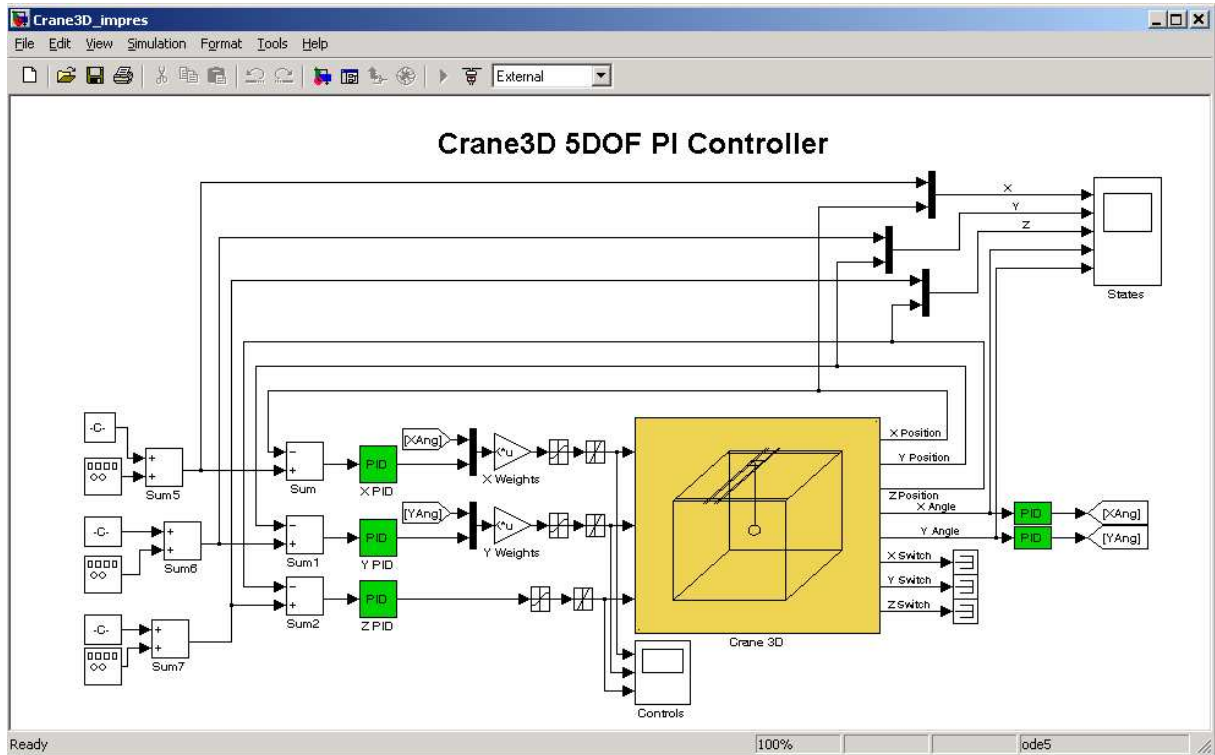 Crane3D_impres
File Edit View Simulation Format Tools Help
External
Crane3D 5DOF PI Controller
X
Y
Z
States
-C-
Sum5
-C-
Sum6
-C-
Sum7
Sum
Sum1
Sum2
PID
X PID
PID
Y PID
PID
Z PID
[XAng]
X Weights
[YAng]
Y Weights
Crane 3D
Controls
X Position
Y Position
Z Position
X Angle
Y Angle
X Switch
Y Switch
Z Switch
PID
[XAng]
PID
[YAng]
Ready 100% ode5